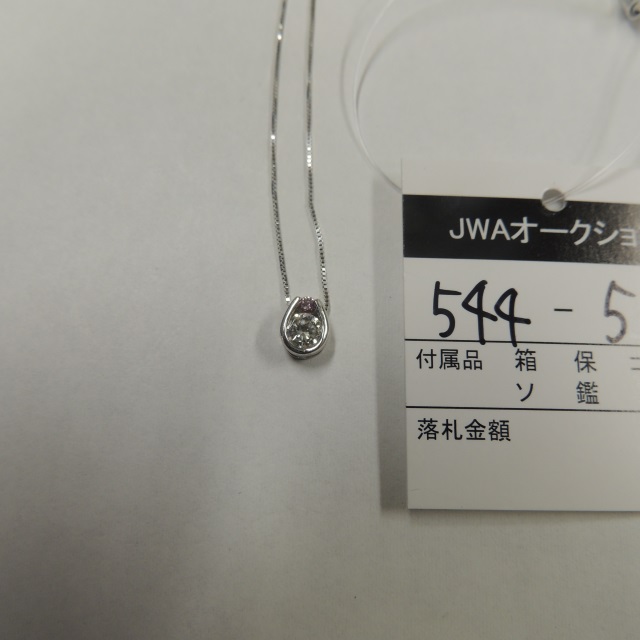 JWAオークショ
544-5
付属品 箱 保
ソ 鑑
落札金額